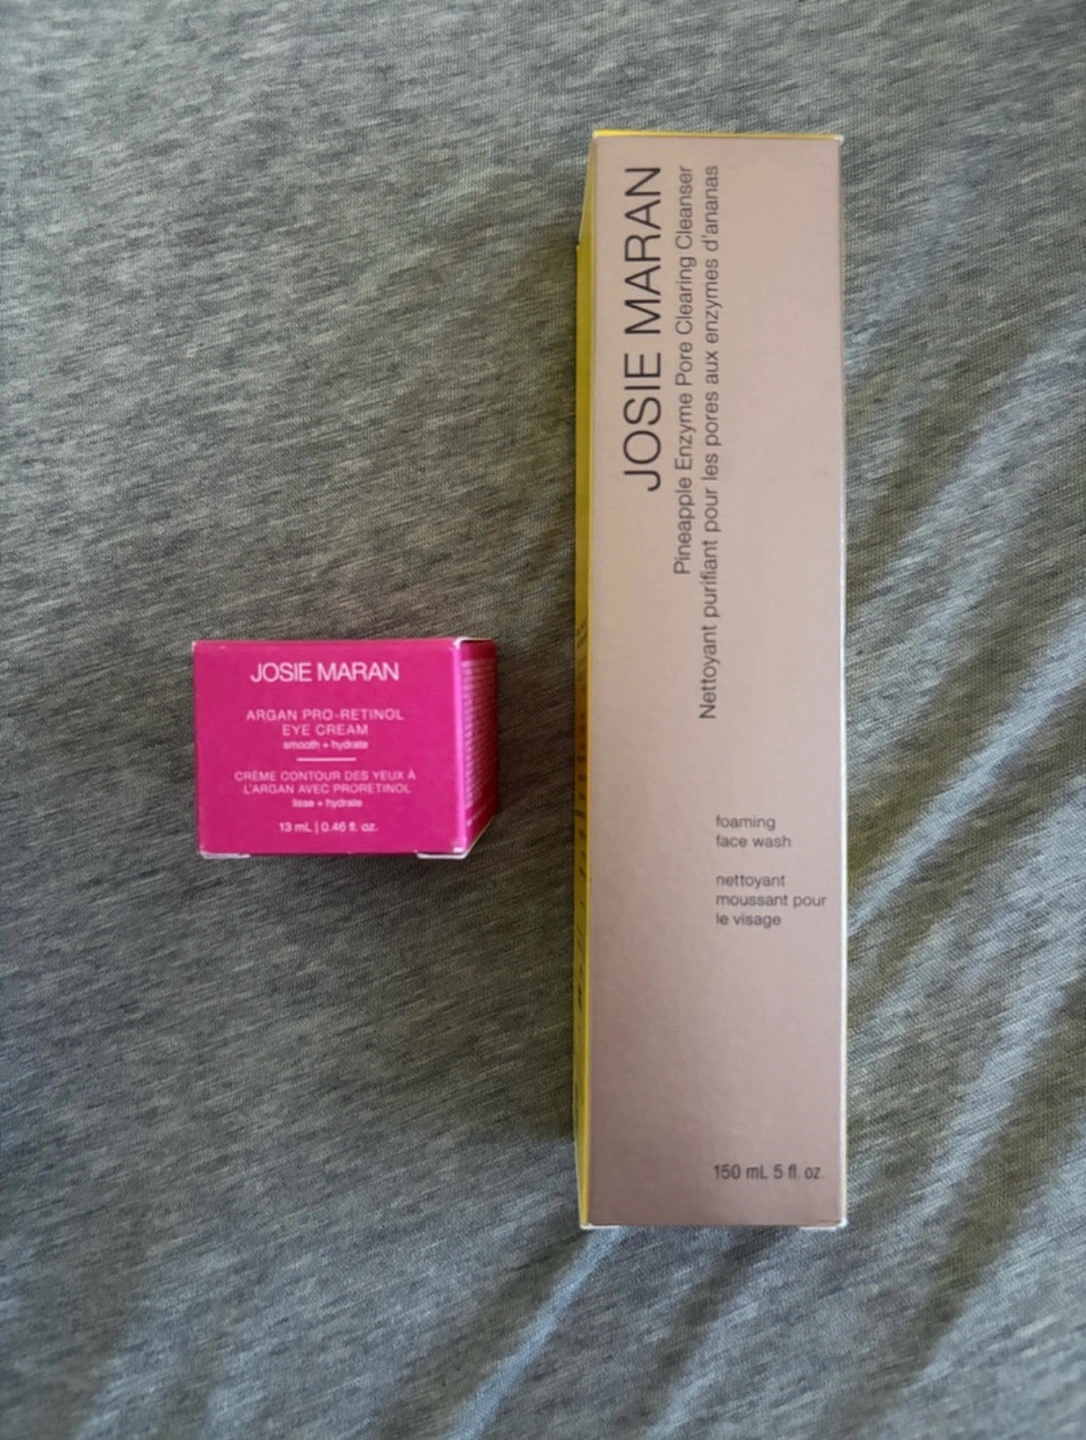 JOSIE MARAN
ARGAN PRO-RETINOL
EYE CREAM
smooth + hydrate
CRÈME CONTOUR DES YEUX À
L'ARGAN AVEC PRORETINOL
lisse + hydrate
13 mL | 0.46 fl. oz.
JOSIE MARAN
Pineapple Enzyme Pore Clearing Cleanser
Nettoyant purifiant pour les pores aux enzymes d'ananas
foaming
face wash
nettoyant
moussant pour
le visage
150 mL 5 fl. oz.